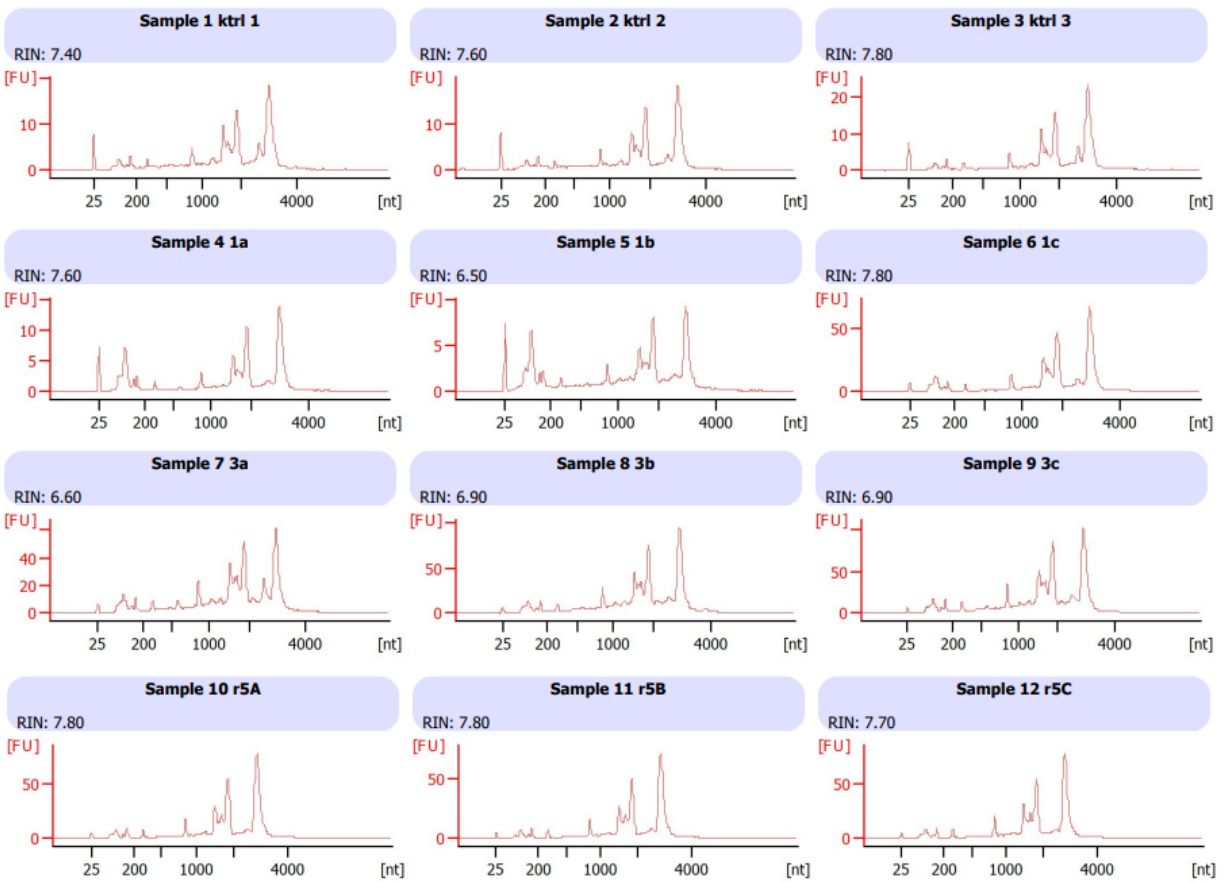 Sample 1 ktrl 1
RIN: 7.40
[FU]
10
0
25 200 1000 4000 [nt]
Sample 2 ktrl 2
RIN: 7.60
[FU]
10
0
25 200 1000 4000 [nt]
Sample 3 ktrl 3
RIN: 7.80
[FU]
20
10
0
25 200 1000 4000 [nt]
Sample 4 1a
RIN: 7.60
[FU]
10
5
0
25 200 1000 4000 [nt]
Sample 5 1b
RIN: 6.50
[FU]
5
0
25 200 1000 4000 [nt]
Sample 6 1c
RIN: 7.80
[FU]
50
0
25 200 1000 4000 [nt]
Sample 7 3a
RIN: 6.60
[FU]
40
20
0
25 200 1000 4000 [nt]
Sample 8 3b
RIN: 6.90
[FU]
50
0
25 200 1000 4000 [nt]
Sample 9 3c
RIN: 6.90
[FU]
50
0
25 200 1000 4000 [nt]
Sample 10 r5A
RIN: 7.80
[FU]
50
0
25 200 1000 4000 [nt]
Sample 11 r5B
RIN: 7.80
[FU]
50
0
25 200 1000 4000 [nt]
Sample 12 r5C
RIN: 7.70
[FU]
50
0
25 200 1000 4000 [nt]